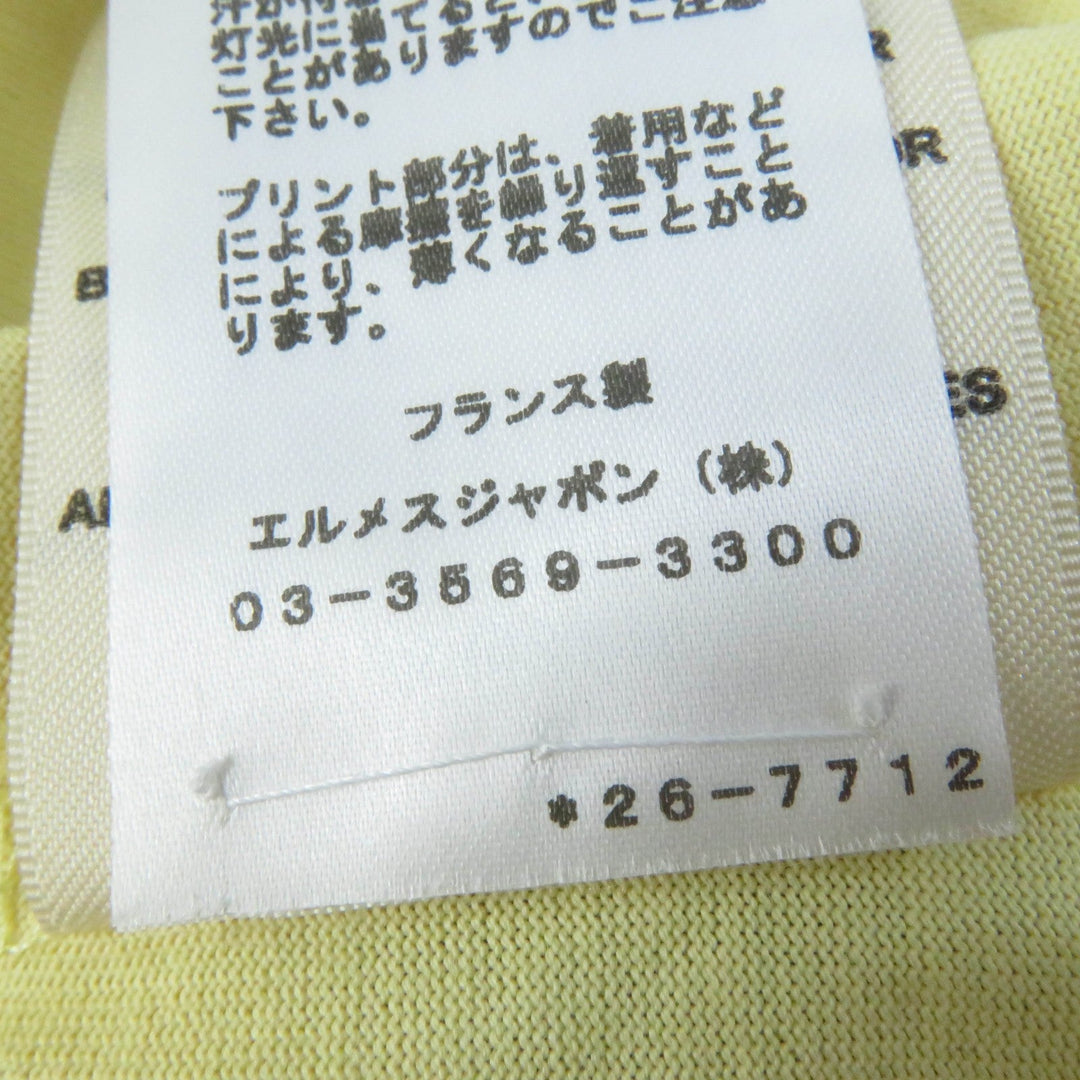 灯光に当てると
ことがありますのでご注意
下さい。
プリント部分は、着用など
による摩擦を繰り返すこと
により、薄くなることがあ
ります。
フランス製
エルメスジャポン（株）
03-3569-3300
*26-7712
R
OR
8
ES
AI